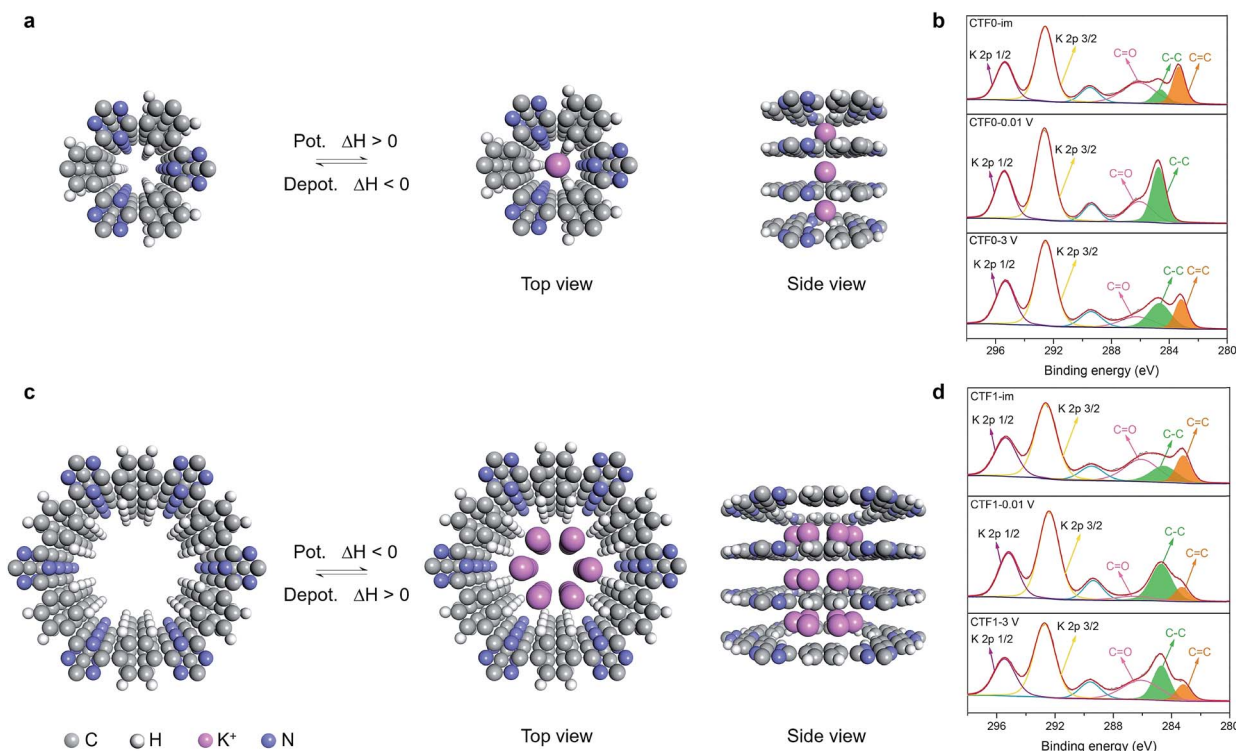 a
Pot. ΔH > 0
Depot. ΔH < 0
Top view
Side view
b
CTF0-im
K 2p 1/2
K 2p 3/2
C=O
C-C
C=C
CTF0-0.01 V
K 2p 1/2
K 2p 3/2
C=O
C-C
CTF0-3 V
K 2p 1/2
K 2p 3/2
C=O
C-C
C=C
296 292 288 284 280
Binding energy (eV)
c
Pot. ΔH < 0
Depot. ΔH > 0
Top view
Side view
C H K+ N
d
CTF1-im
K 2p 1/2
K 2p 3/2
C=O
C-C
C=C
CTF1-0.01 V
K 2p 1/2
K 2p 3/2
C=O
C-C
C=C
CTF1-3 V
K 2p 1/2
K 2p 3/2
C=O
C-C
C=C
296 292 288 284 280
Binding energy (eV)